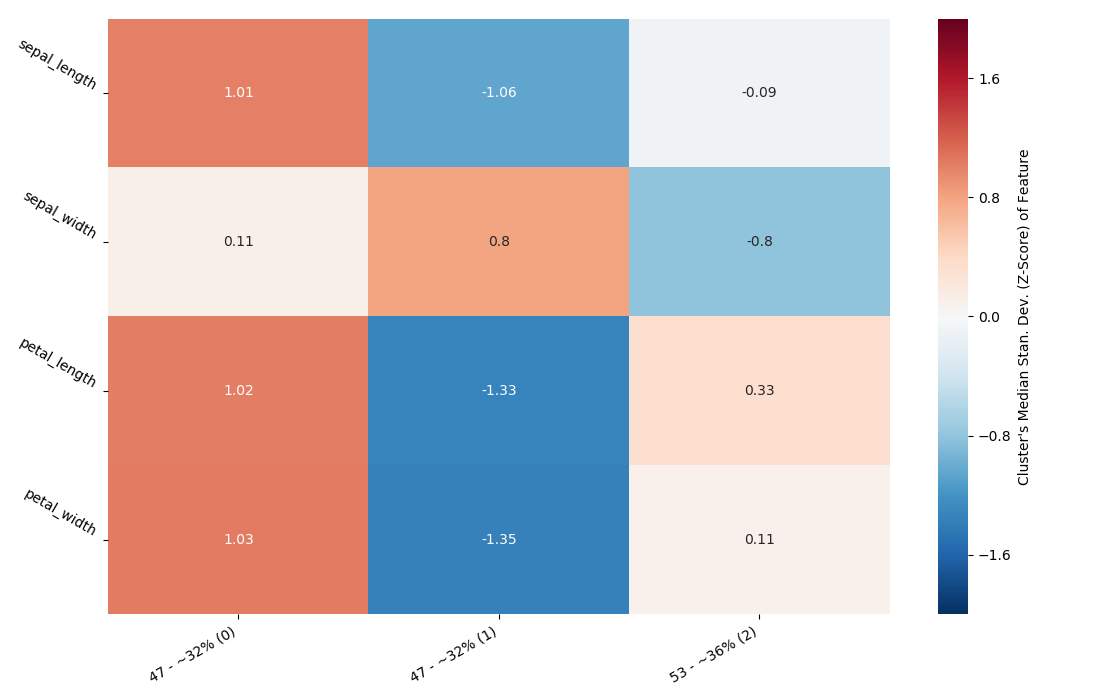 sepal_length
1.01
-1.06
-0.09
sepal_width
0.11
0.8
-0.8
petal_length
1.02
-1.33
0.33
petal_width
1.03
-1.35
0.11
47 - ~32% (0)
47 - ~32% (1)
53 - ~36% (2)
1.6
0.8
0.0
−0.8
−1.6
Cluster's Median Stan. Dev. (Z-Score) of Feature